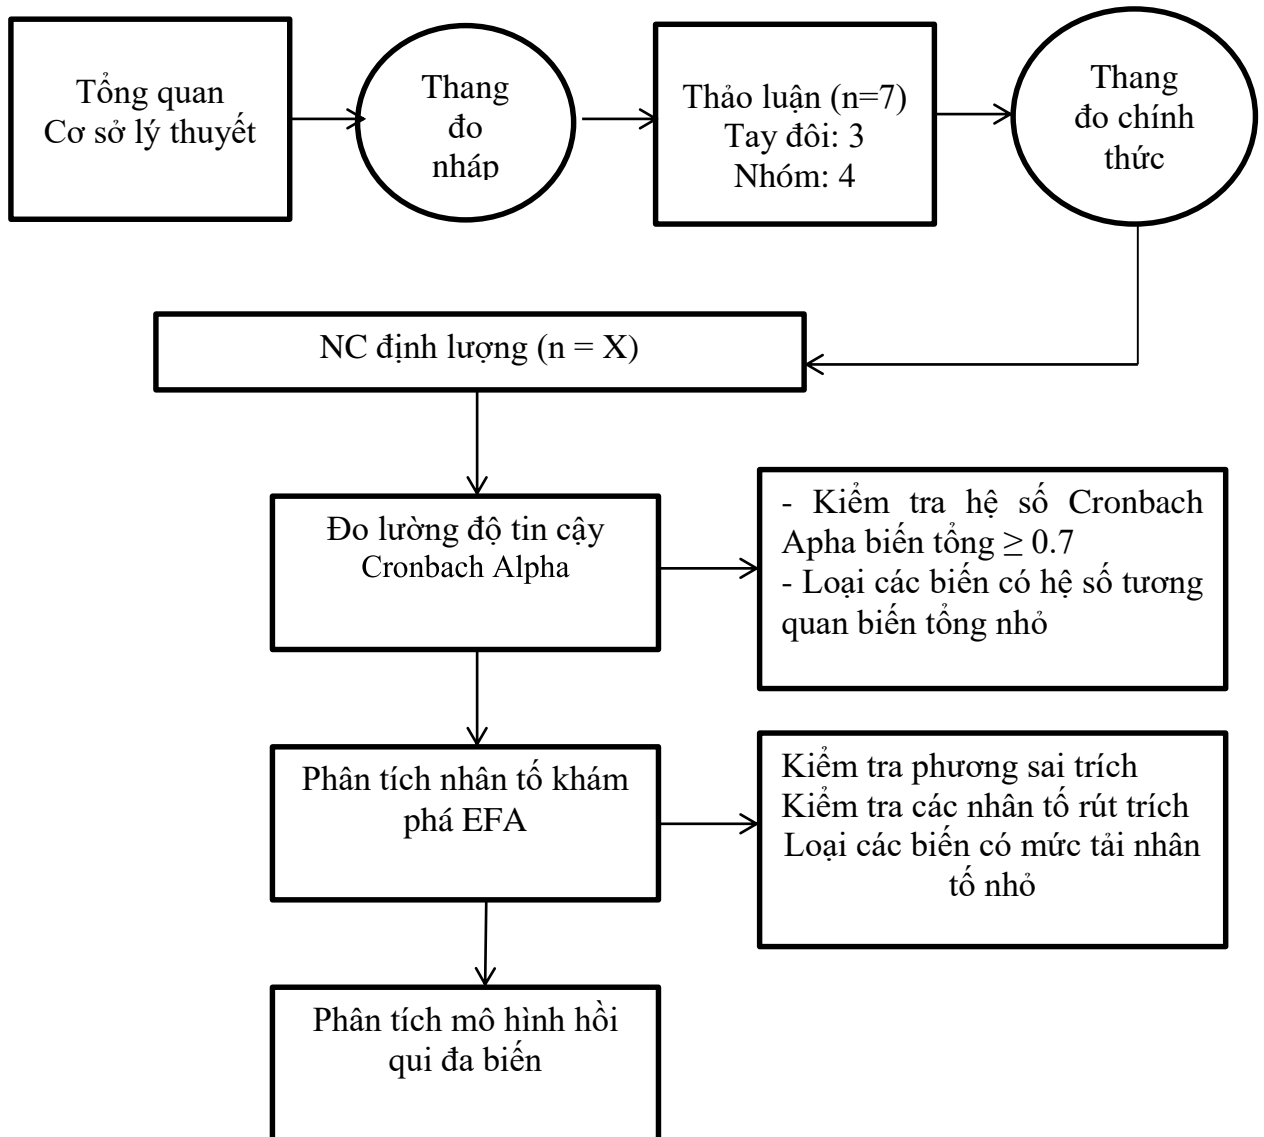 Tổng quan
Cơ sở lý thuyết
Thang
đo
nháp
Thảo luận (n=7)
Tay đôi: 3
Nhóm: 4
Thang
đo chính
thức
NC định lượng (n = X)
Đo lường độ tin cậy
Cronbach Alpha
- Kiểm tra hệ số Cronbach
Apha biến tổng ≥ 0.7
- Loại các biến có hệ số tương
quan biến tổng nhỏ
Phân tích nhân tố khám
phá EFA
Kiểm tra phương sai trích
Kiểm tra các nhân tố rút trích
Loại các biến có mức tải nhân
tố nhỏ
Phân tích mô hình hồi
qui đa biến